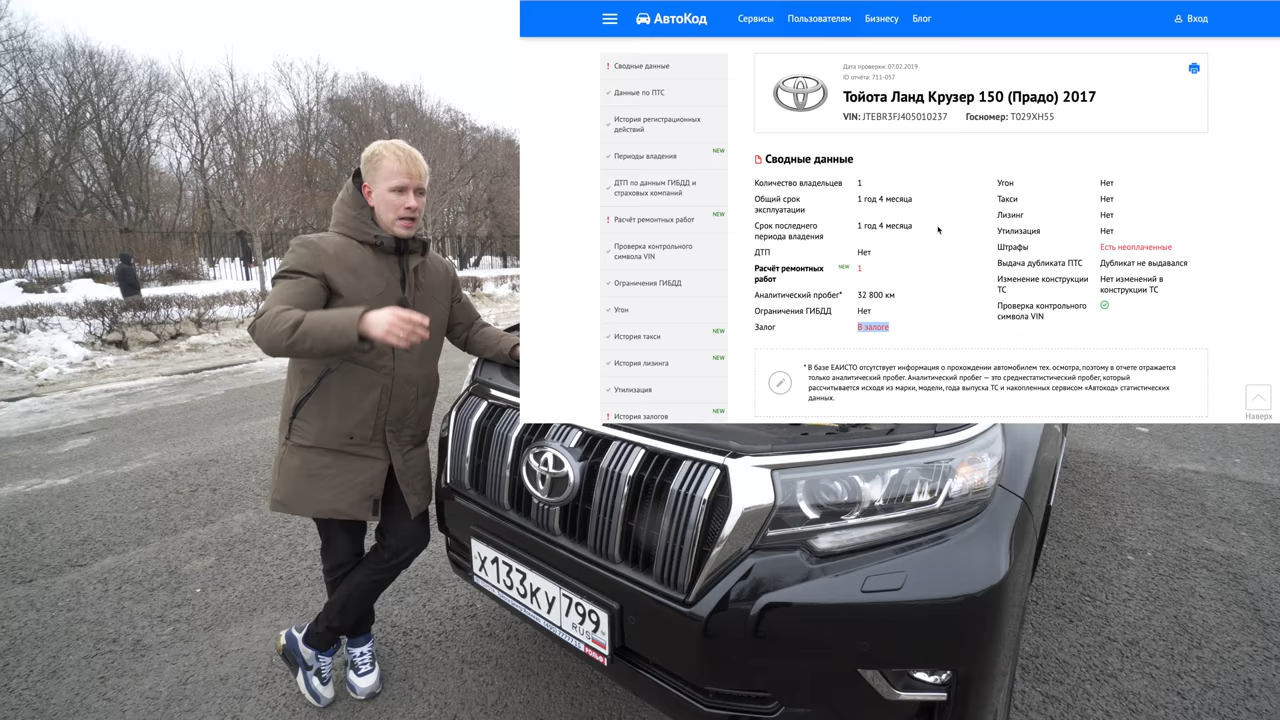 АвтоКод
Сервисы
Пользователям
Бизнесу
Блог
Вход
Сводные данные
Данные по ПТС
История регистрационных
действий
Периоды владения
NEW
ДТП по данным ГИБДД и
страховых компаний
Расчёт ремонтных работ
NEW
Проверка контрольного
символа VIN
Ограничения ГИБДД
Угон
История такси
NEW
История лизинга
NEW
Утилизация
История залогов
NEW
Дата проверки: 07.02.2019
ID отчёта: 711-057
Тойота Ланд Крузер 150 (Прадо) 2017
VIN: JTEBR3FJ405010237 Госномер: Т029ХН55
Сводные данные
Количество владельцев 1
Общий срок
эксплуатации
1 год 4 месяца
Срок последнего
периода владения
1 год 4 месяца
ДТП Нет
Расчёт ремонтных
работ
NEW
1
Аналитический пробег* 32 800 км
Ограничения ГИБДД Нет
Залог В залоге
Угон Нет
Такси Нет
Лизинг Нет
Утилизация Нет
Штрафы Есть неоплаченные
Выдача дубликата ПТС Дубликат не выдавался
Изменение конструкции
ТС
Нет изменений в
конструкции ТС
Проверка контрольного
символа VIN
* В базе ЕАИСТО отсутствует информация о прохождении автомобилем тех. осмотра, поэтому в отчете отражается
только аналитический пробег. Аналитический пробег — это среднестатистический пробег, который
рассчитывается исходя из марки, модели, года выпуска ТС и накопленных сервисом «Автокод» статистических
данных.
Наверх
Х133КУ 799
RUS
РОЛЬФ